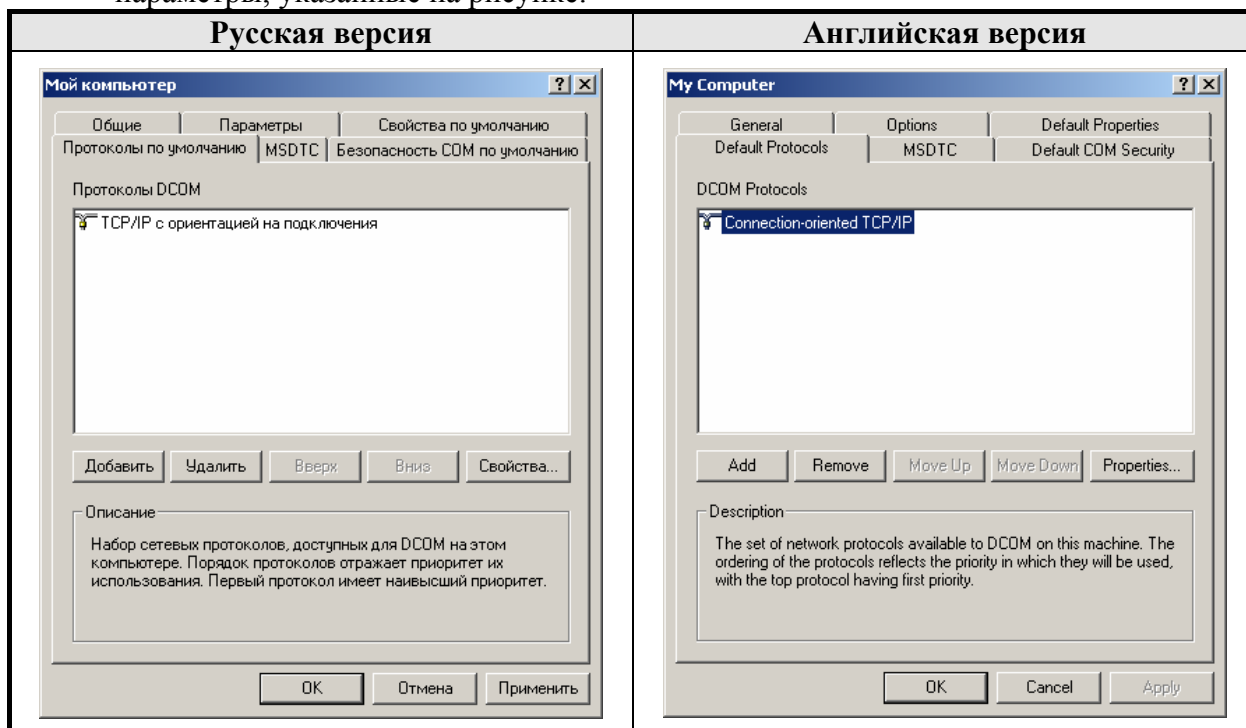 параметры, указанные на рисунке.
Русская версия
Английская версия
Мой компьютер
Общие
Параметры
Свойства по умолчанию
Протоколы по умолчанию
MSDTC
Безопасность COM по умолчанию
Протоколы DCOM
TCP/IP с ориентацией на подключения
Добавить
Удалить
Вверх
Вниз
Свойства...
Описание
Набор сетевых протоколов, доступных для DCOM на этом
компьютере. Порядок протоколов отражает приоритет их
использования. Первый протокол имеет наивысший приоритет.
OK
Отмена
Применить
My Computer
General
Options
Default Properties
Default Protocols
MSDTC
Default COM Security
DCOM Protocols
Connection-oriented TCP/IP
Add
Remove
Move Up
Move Down
Properties...
Description
The set of network protocols available to DCOM on this machine. The
ordering of the protocols reflects the priority in which they will be used,
with the top protocol having first priority.
OK
Cancel
Apply